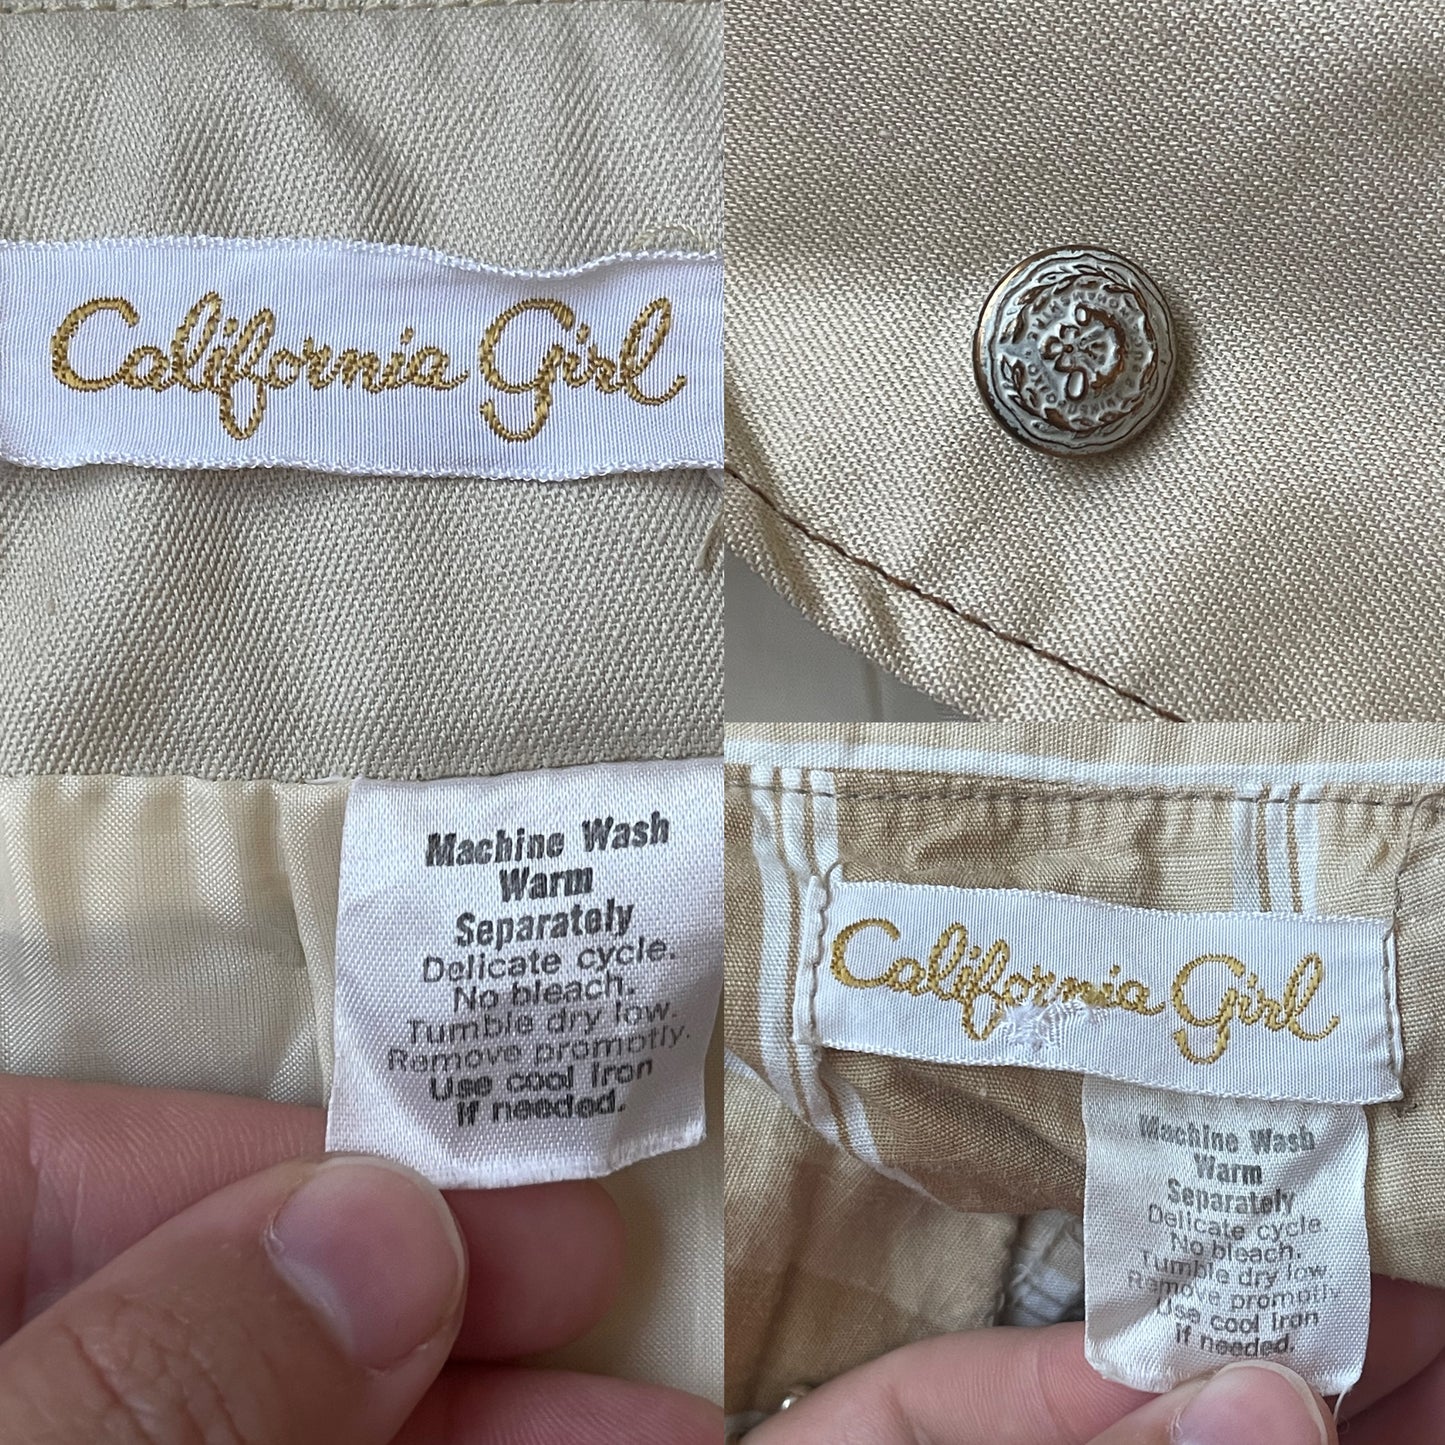 California Girl
Machine Wash
Warm
Separately
Delicate cycle.
No bleach.
Tumble dry low.
Remove promptly.
Use cool iron
if needed.
California Girl
Machine Wash
Warm
Separately
Delicate cycle.
No bleach.
Tumble dry low.
Remove promptly.
Use cool iron
if needed.